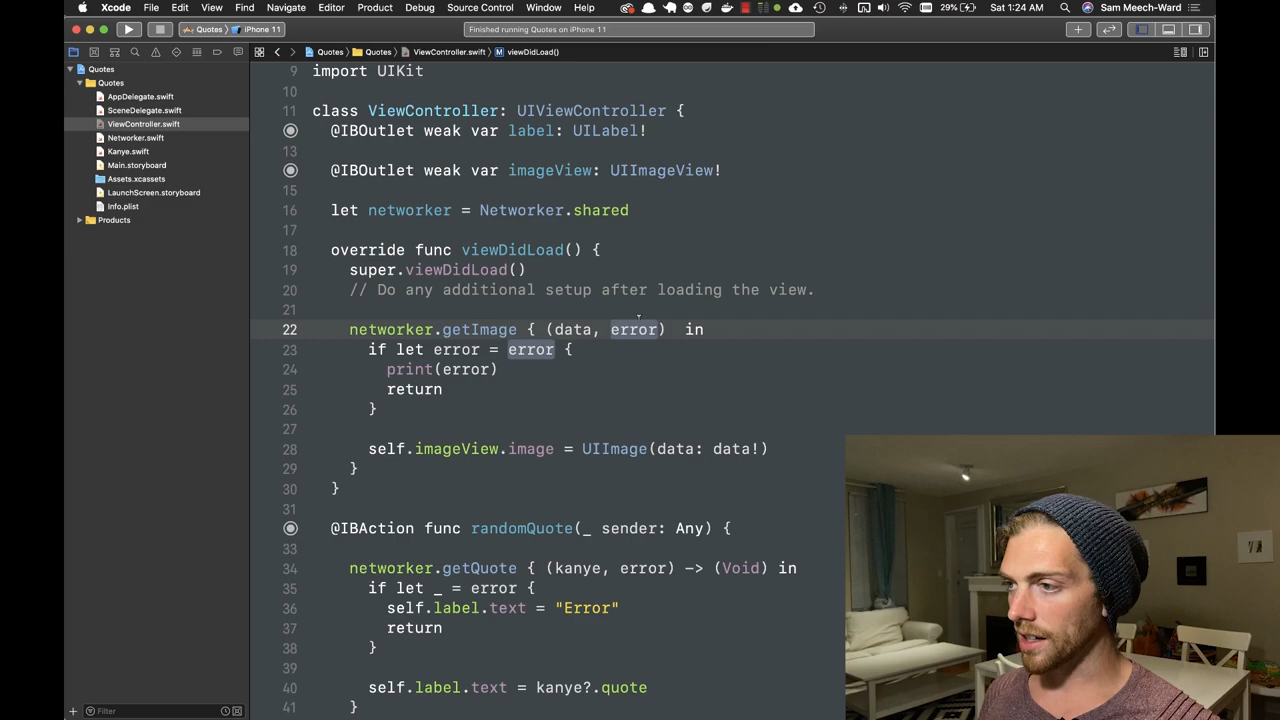 Xcode File Edit View Find Navigate Editor Product Debug Source Control Window Help 29% Sat 1:24 AM Sam Meech-Ward
Quotes iPhone 11 Finished running Quotes on iPhone 11
Quotes Quotes ViewController.swift M viewDidLoad()
Quotes
Quotes
AppDelegate.swift
SceneDelegate.swift
ViewController.swift
Networker.swift
Kanye.swift
Main.storyboard
Assets.xcassets
LaunchScreen.storyboard
Info.plist
Products
Filter
9 import UIKit
10
11 class ViewController: UIViewController {
@IBOutlet weak var label: UILabel!
13
@IBOutlet weak var imageView: UIImageView!
15
16 let networker = Networker.shared
17
18 override func viewDidLoad() {
19 super.viewDidLoad()
20 // Do any additional setup after loading the view.
21
22 networker.getImage { (data, error) in
23 if let error = error {
24 print(error)
25 return
26 }
27
28 self.imageView.image = UIImage(data: data!)
29 }
30 }
31
@IBAction func randomQuote(_ sender: Any) {
33
34 networker.getQuote { (kanye, error) -> (Void) in
35 if let _ = error {
36 self.label.text = "Error"
37 return
38 }
39
40 self.label.text = kanye?.quote
41 }